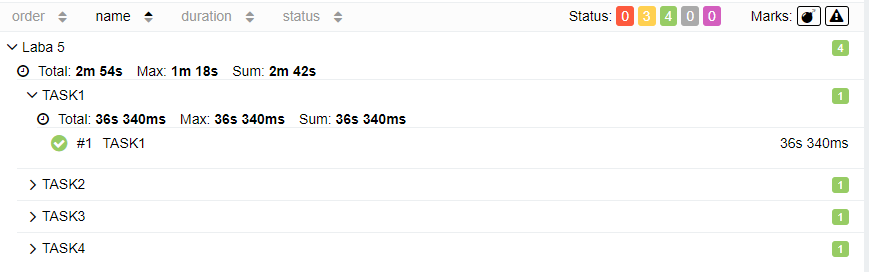 order name duration status Status: 0 3 4 0 0 Marks:
Laba 5 4
Total: 2m 54s Max: 1m 18s Sum: 2m 42s
TASK1 1
Total: 36s 340ms Max: 36s 340ms Sum: 36s 340ms
#1 TASK1 36s 340ms
TASK2 1
TASK3 1
TASK4 1